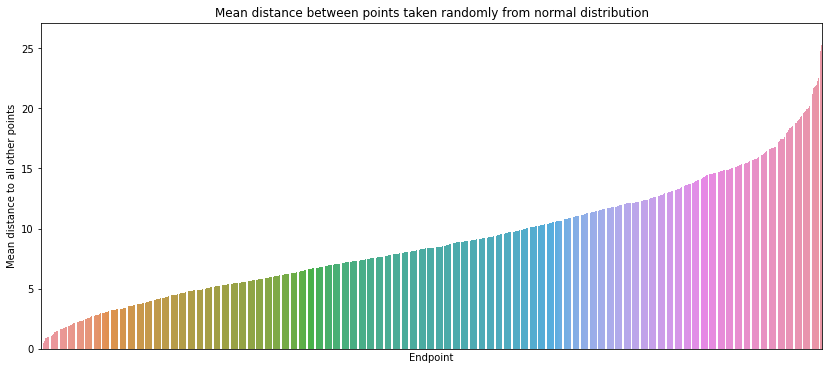 Mean distance between points taken randomly from normal distribution
25
20
15
10
5
0
Mean distance to all other points
Endpoint